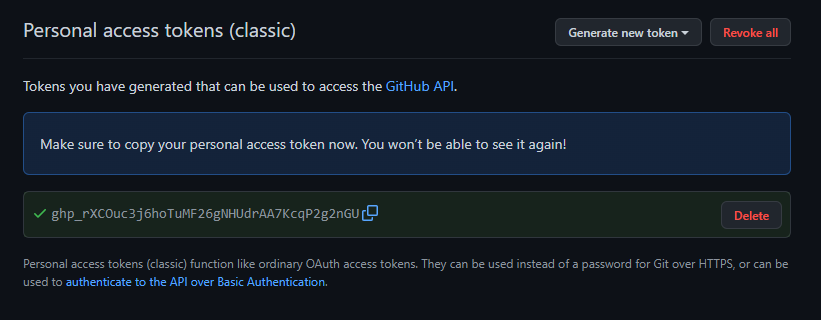 Personal access tokens (classic)
Generate new token
Revoke all
Tokens you have generated that can be used to access the GitHub API.
Make sure to copy your personal access token now. You won’t be able to see it again!
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
Delete
Personal access tokens (classic) function like ordinary OAuth access tokens. They can be used instead of a password for Git over HTTPS, or can be
used to authenticate to the API over Basic Authentication.